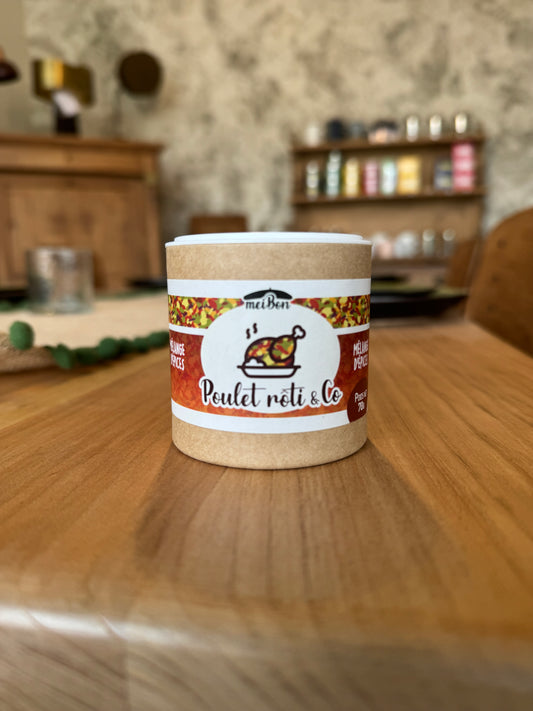 meiBon
MÉLANGE
D'ÉPICES
MÉLANGE
D'ÉPICES
Poulet rôti & Co